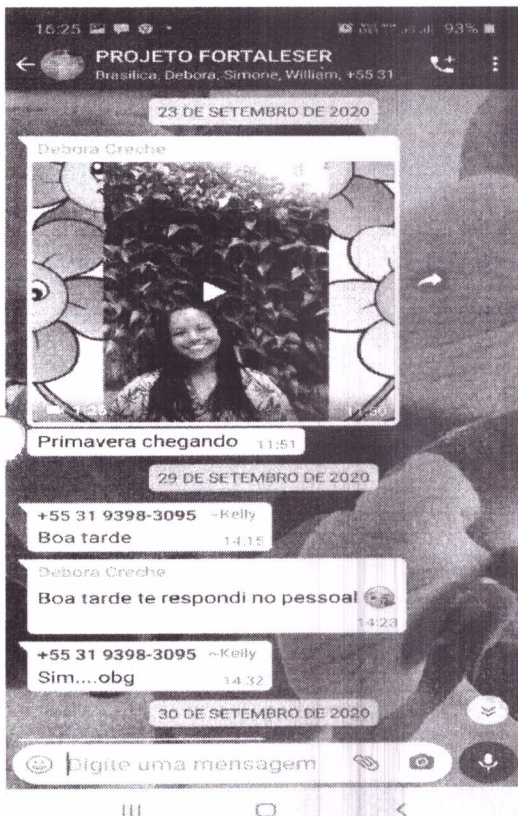 16:25 93%
PROJETO FORTALESER
Brasilica, Debora, Simone, William, +55 31
23 DE SETEMBRO DE 2020
Debora Creche
Primavera chegando 11:51
29 DE SETEMBRO DE 2020
+55 31 9398-3095 ~Kelly
Boa tarde 14:15
Debora Creche
Boa tarde te respondi no pessoal
14:23
+55 31 9398-3095 ~Kelly
Sim....obg 14:32
30 DE SETEMBRO DE 2020
Digite uma mensagem